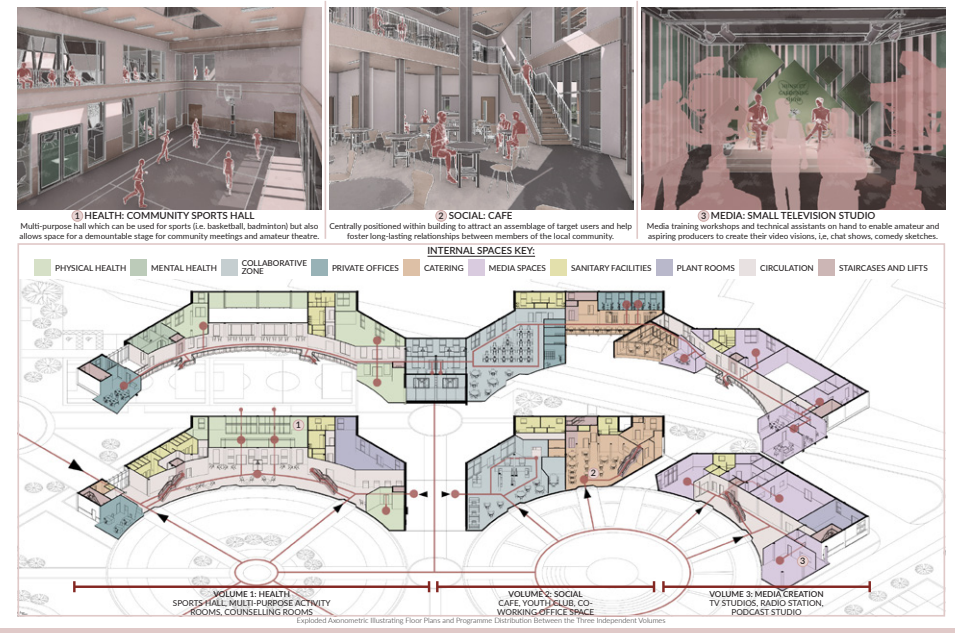 1 HEALTH: COMMUNITY SPORTS HALL
Multi-purpose hall which can be used for sports (i.e. basketball, badminton) but also
allows space for a demountable stage for community meetings and amateur theatre.
2 SOCIAL: CAFE
Centrally positioned within building to attract an assemblage of target users and help
foster long-lasting relationships between members of the local community.
3 MEDIA: SMALL TELEVISION STUDIO
Media training workshops and technical assistants on hand to enable amateur and
aspiring producers to create their video visions, i,e, chat shows, comedy sketches.
INTERNAL SPACES KEY:
PHYSICAL HEALTH
MENTAL HEALTH
COLLABORATIVE
ZONE
PRIVATE OFFICES
CATERING
MEDIA SPACES
SANITARY FACILITIES
PLANT ROOMS
CIRCULATION
STAIRCASES AND LIFTS
1
2
3
VOLUME 1: HEALTH
SPORTS HALL, MULTI-PURPOSE ACTIVITY
ROOMS, COUNSELLING ROOMS
VOLUME 2: SOCIAL
CAFE, YOUTH CLUB, CO-
WORKING OFFICE SPACE
VOLUME 3: MEDIA CREATION
TV STUDIOS, RADIO STATION,
PODCAST STUDIO
Exploded Axonometric Illustrating Floor Plans and Programme Distribution Between the Three Independent Volumes